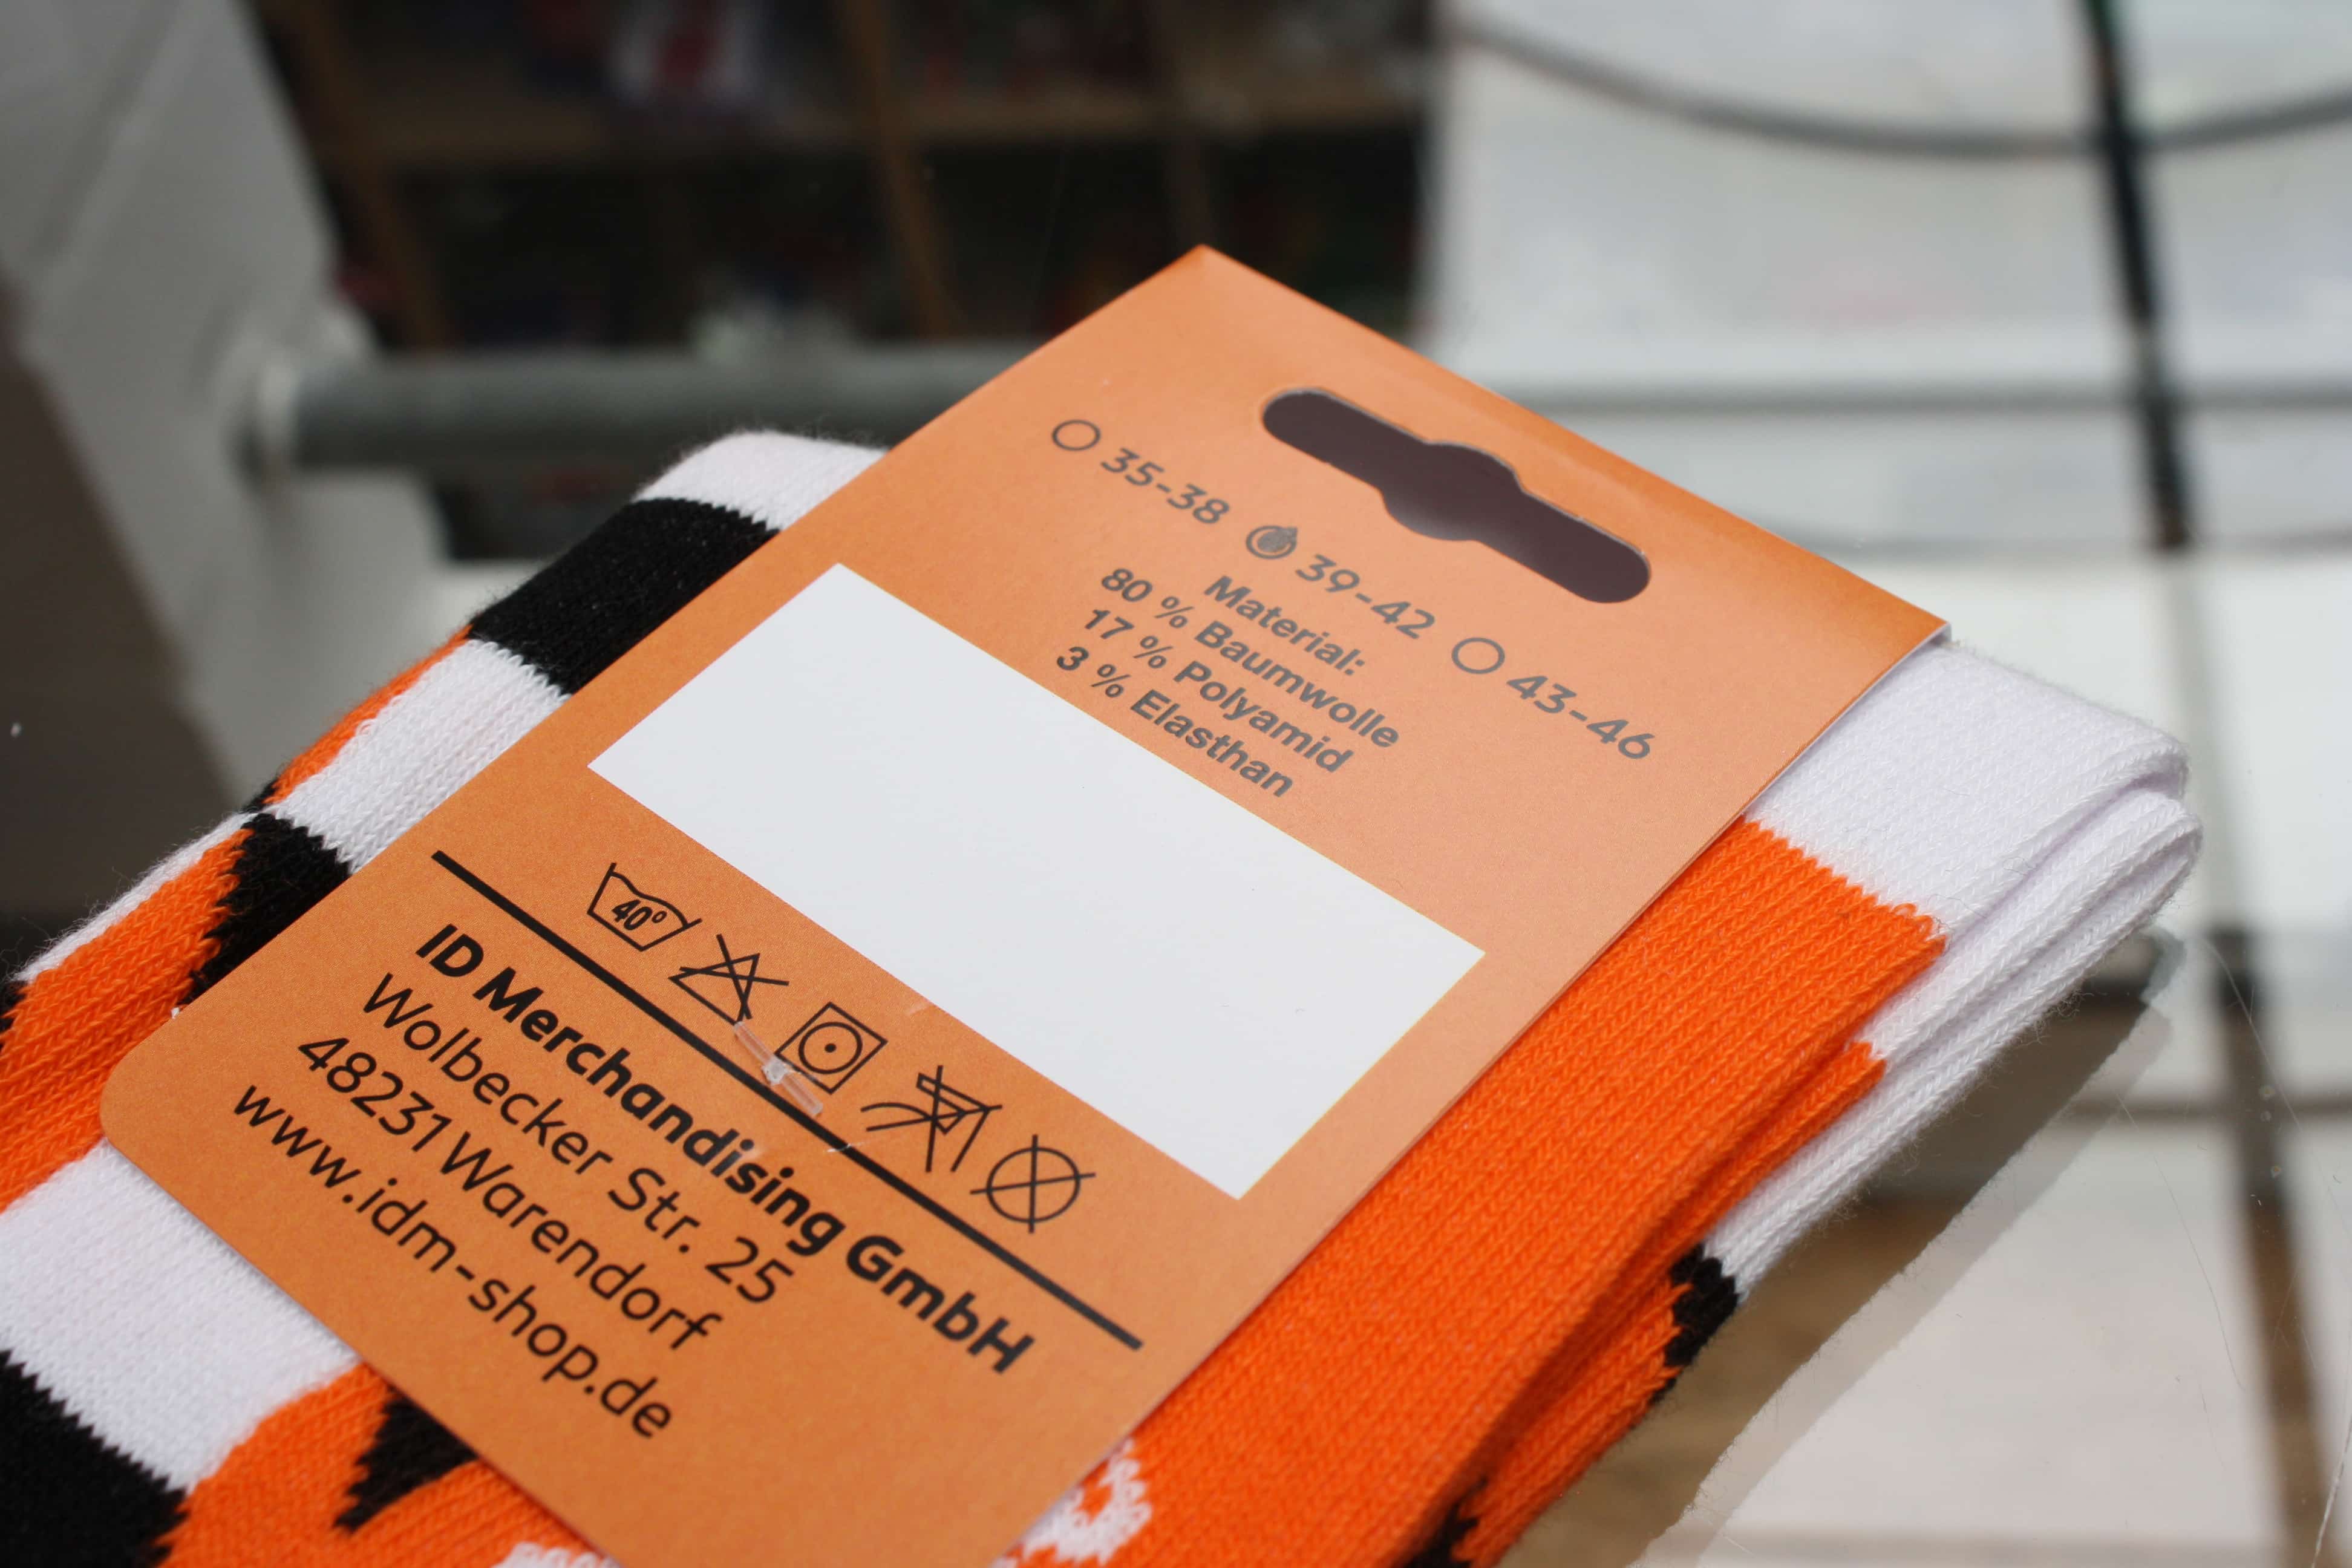 35-38 39-42 43-46
Material:
80 % Baumwolle
17 % Polyamid
3 % Elasthan
40°
ID Merchandising GmbH
Wolbecker Str. 25
48231 Warendorf
www.idm-shop.de